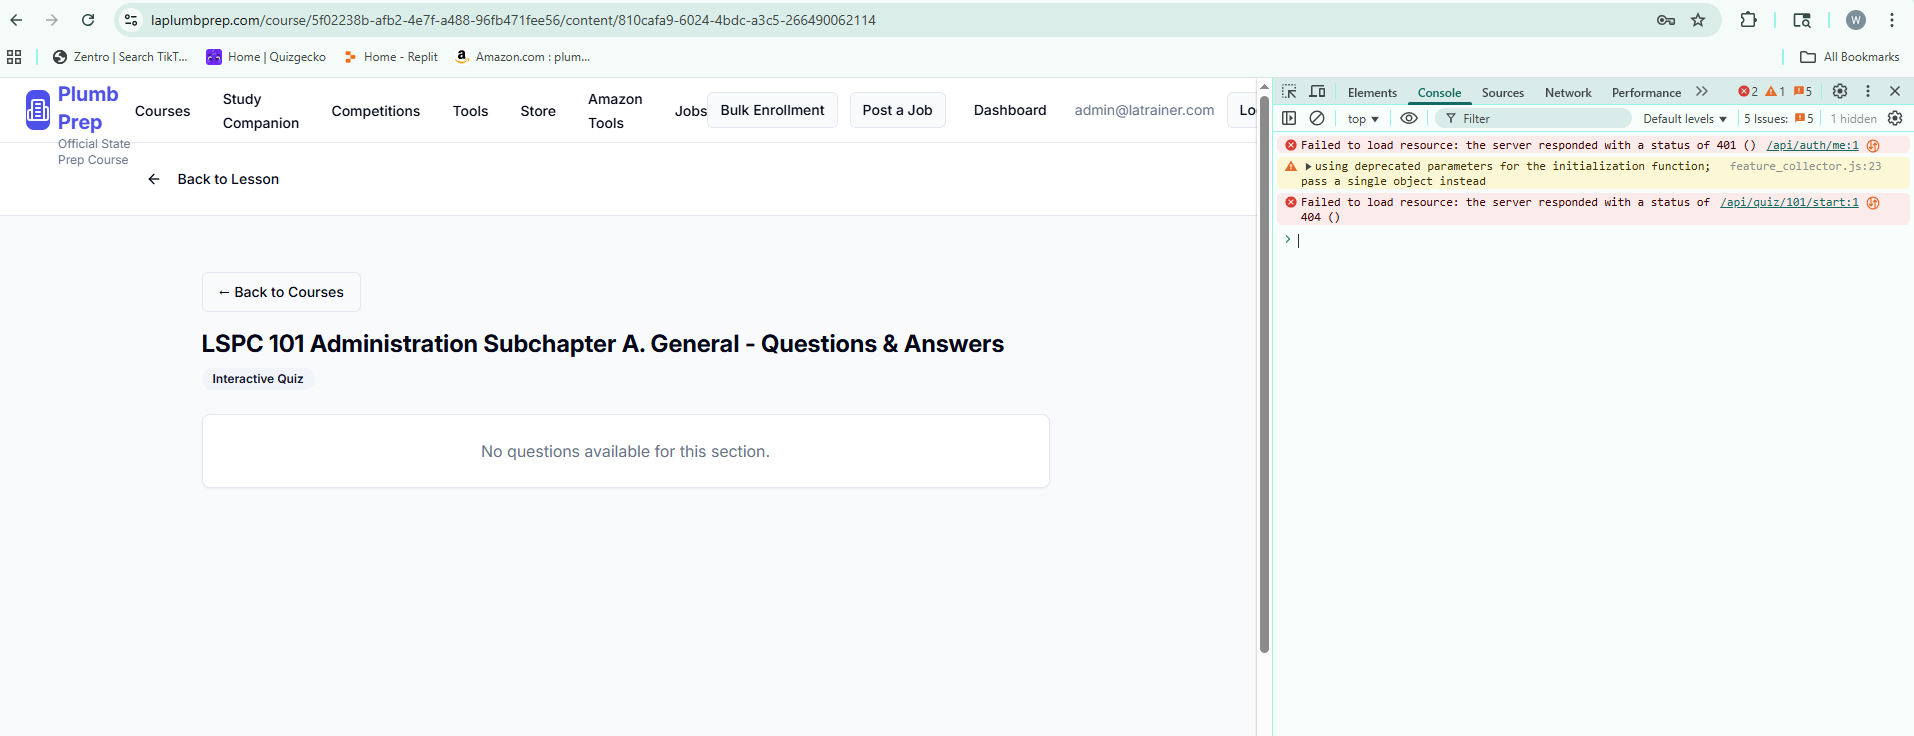 laplumbprep.com/course/5f02238b-afb2-4e7f-a488-96fb471fee56/content/810cafa9-6024-4bdc-a3c5-266490062114
W
Zentro | Search TikT...
Home | Quizgecko
Home - Replit
Amazon.com : plum...
All Bookmarks
Plumb
Prep
Official State
Prep Course
Courses
Study
Companion
Competitions
Tools
Store
Amazon
Tools
Jobs
Bulk Enrollment
Post a Job
Dashboard
admin@latrainer.com
Lo
← Back to Lesson
← Back to Courses
LSPC 101 Administration Subchapter A. General - Questions & Answers
Interactive Quiz
No questions available for this section.
Elements
Console
Sources
Network
Performance
2
1
5
top
Filter
Default levels
5 Issues: 5
1 hidden
Failed to load resource: the server responded with a status of 401 () /api/auth/me:1
using deprecated parameters for the initialization function; feature_collector.js:23
pass a single object instead
Failed to load resource: the server responded with a status of /api/quiz/101/start:1
404 ()